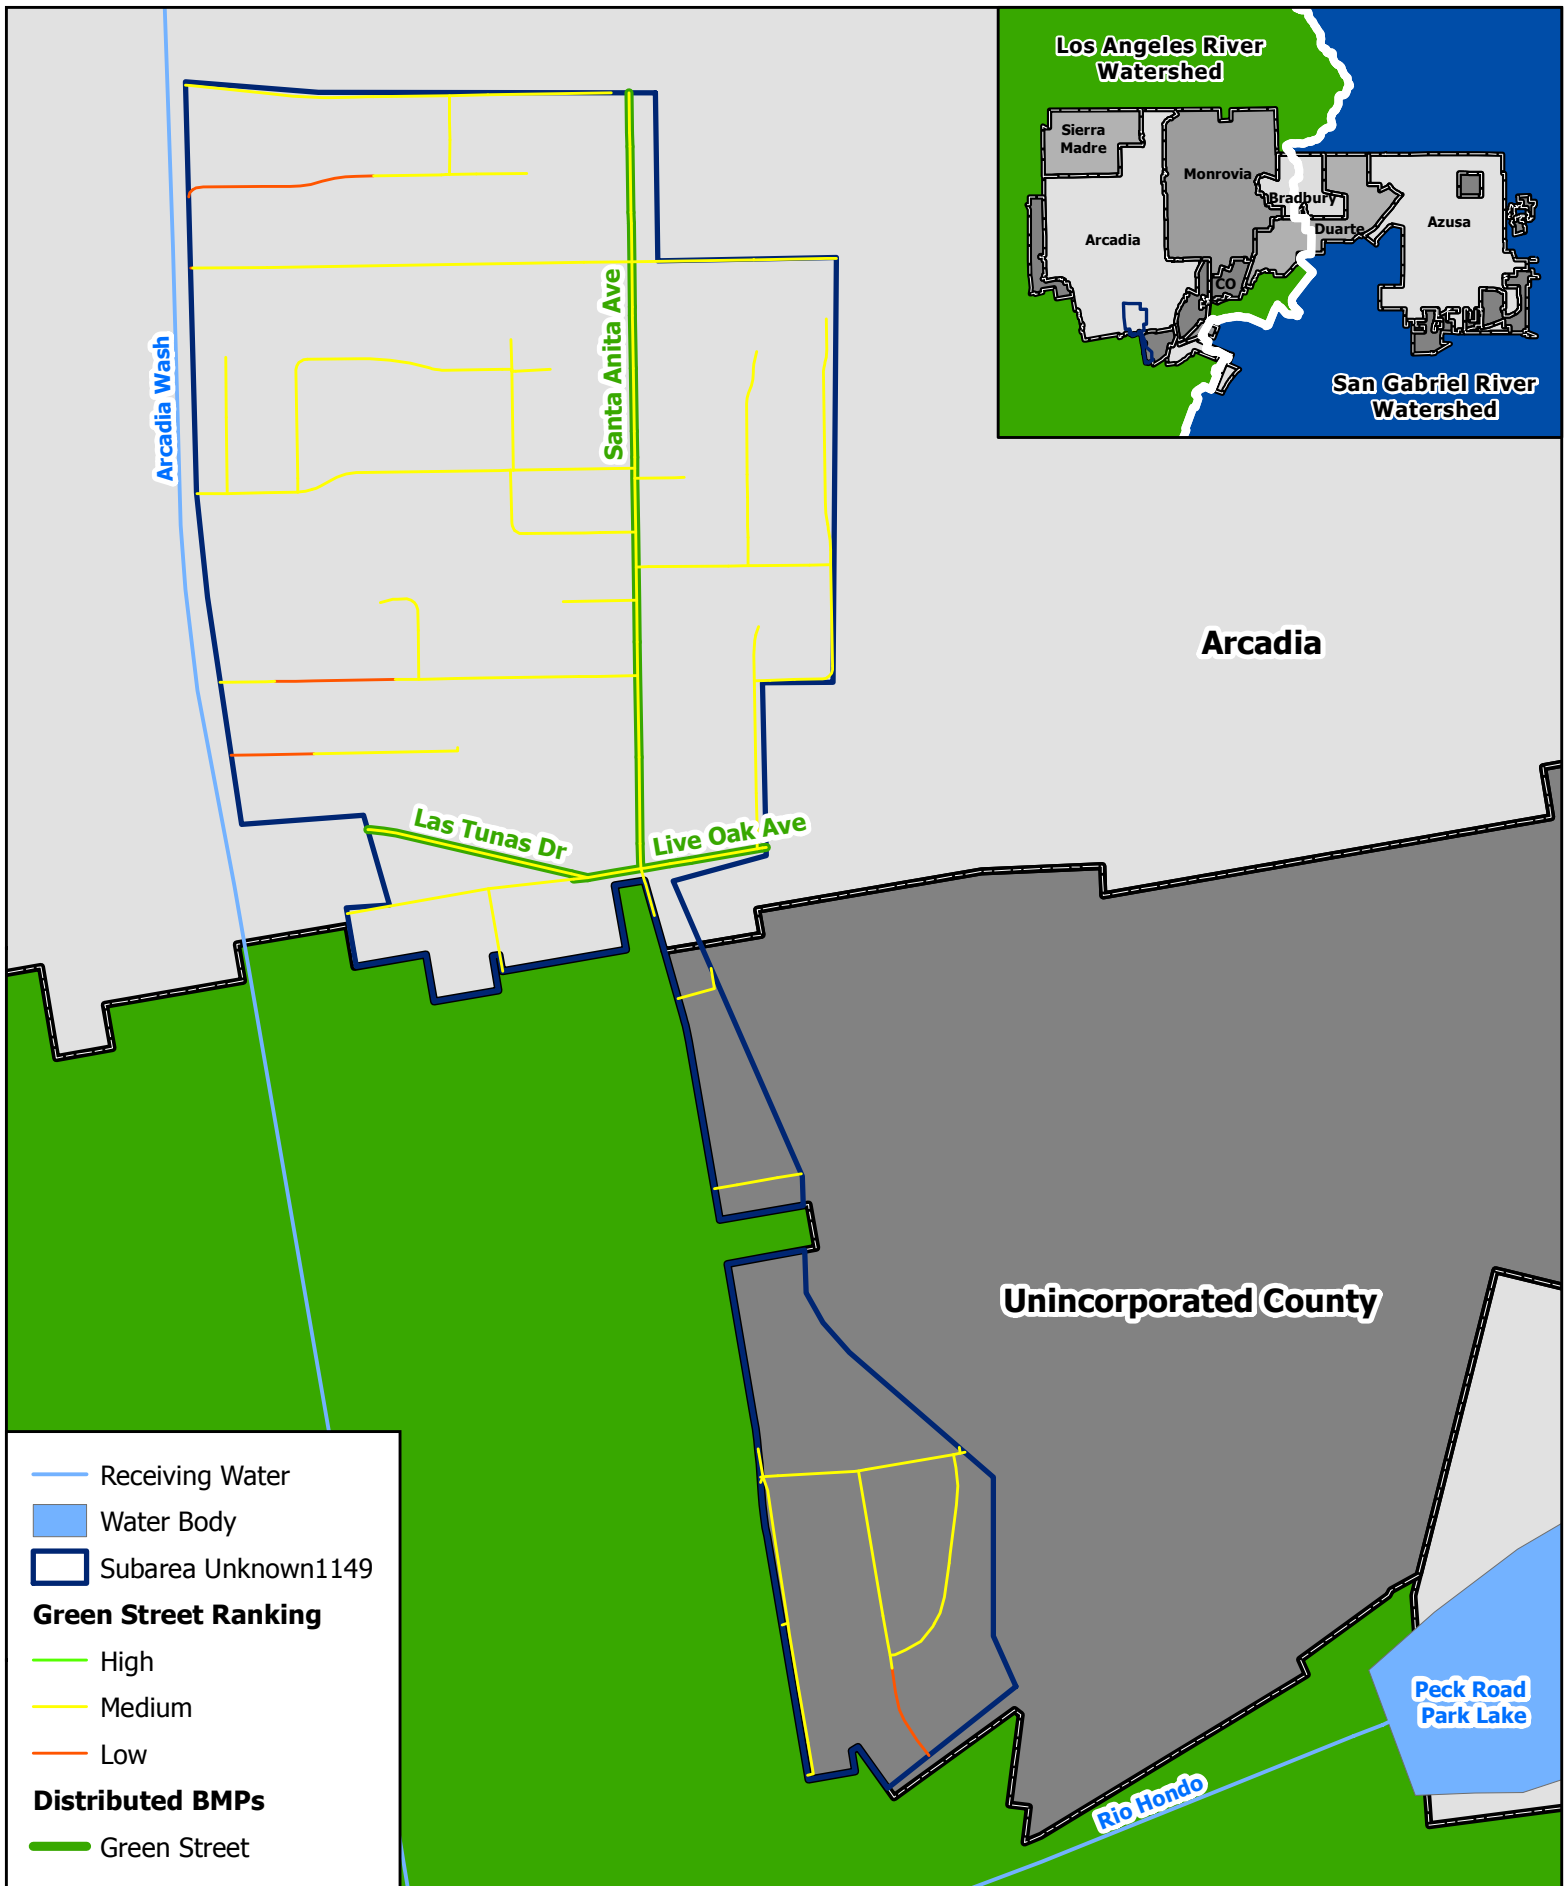 Los Angeles River
Watershed
Sierra
Madre
Monrovia
Bradbury
Duarte
Azusa
Arcadia
CO
San Gabriel River
Watershed
Santa Anita Ave
Arcadia Wash
Arcadia
Las Tunas Dr
Live Oak Ave
Unincorporated County
Receiving Water
Water Body
Subarea Unknown1149
Green Street Ranking
High
Medium
Low
Distributed BMPs
Green Street
Peck Road
Park Lake
Rio Hondo